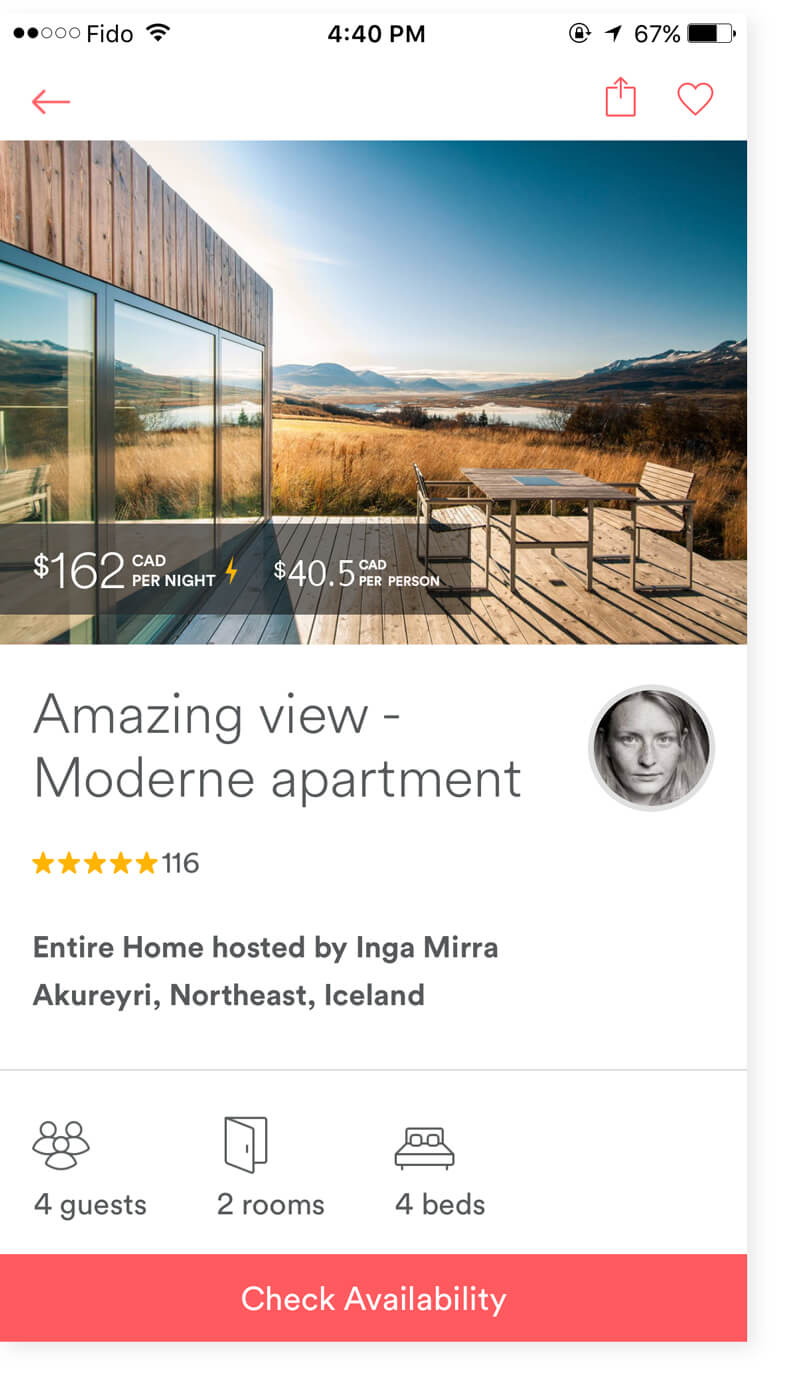 Fido 4:40 PM 67%
$162 CAD PER NIGHT $40.5 CAD PER PERSON
Amazing view -
Moderne apartment
116
Entire Home hosted by Inga Mirra
Akureyri, Northeast, Iceland
4 guests 2 rooms 4 beds
Check Availability